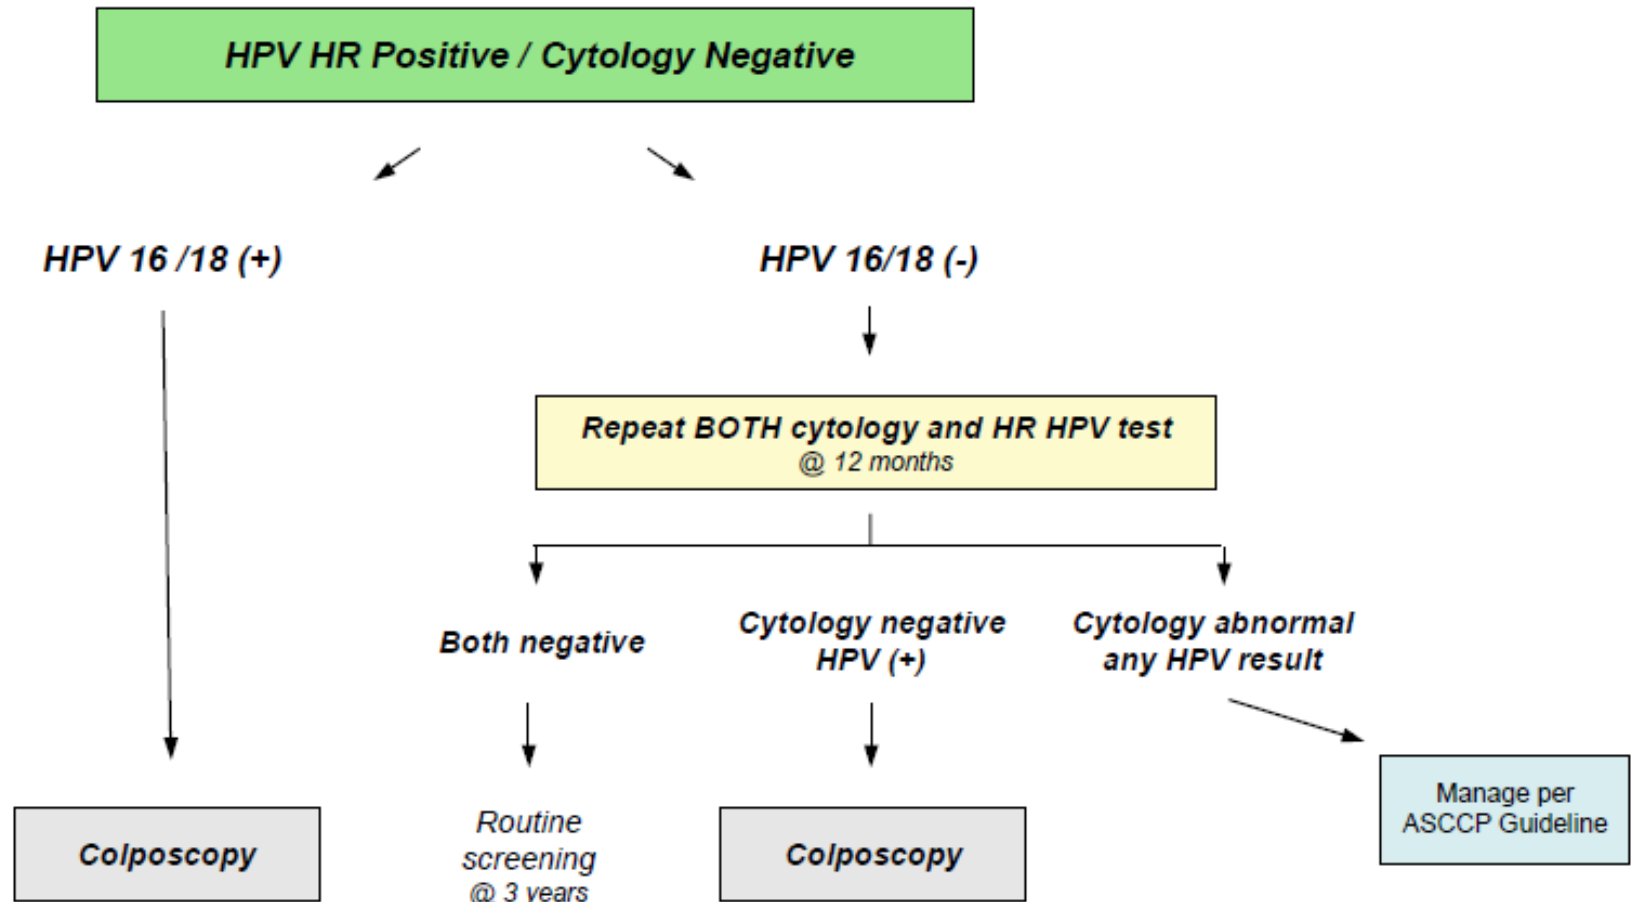 HPV HR Positive / Cytology Negative
HPV 16 /18 (+)
HPV 16/18 (-)
Repeat BOTH cytology and HR HPV test
@ 12 months
Both negative
Cytology negative
HPV (+)
Cytology abnormal
any HPV result
Colposcopy
Routine
screening
@ 3 years
Colposcopy
Manage per
ASCCP Guideline